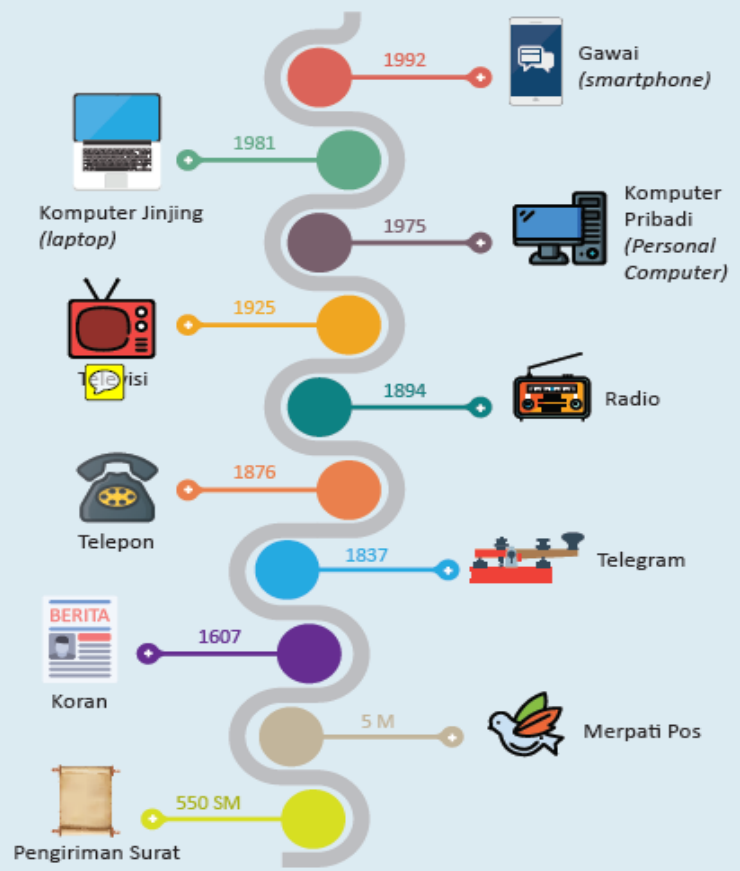 1992
Gawai
(smartphone)
1981
Komputer Jinjing
(laptop)
1975
Komputer
Pribadi
(Personal
Computer)
1925
Televisi
1894
Radio
1876
Telepon
1837
Telegram
BERITA
1607
Koran
5 M
Merpati Pos
550 SM
Pengiriman Surat